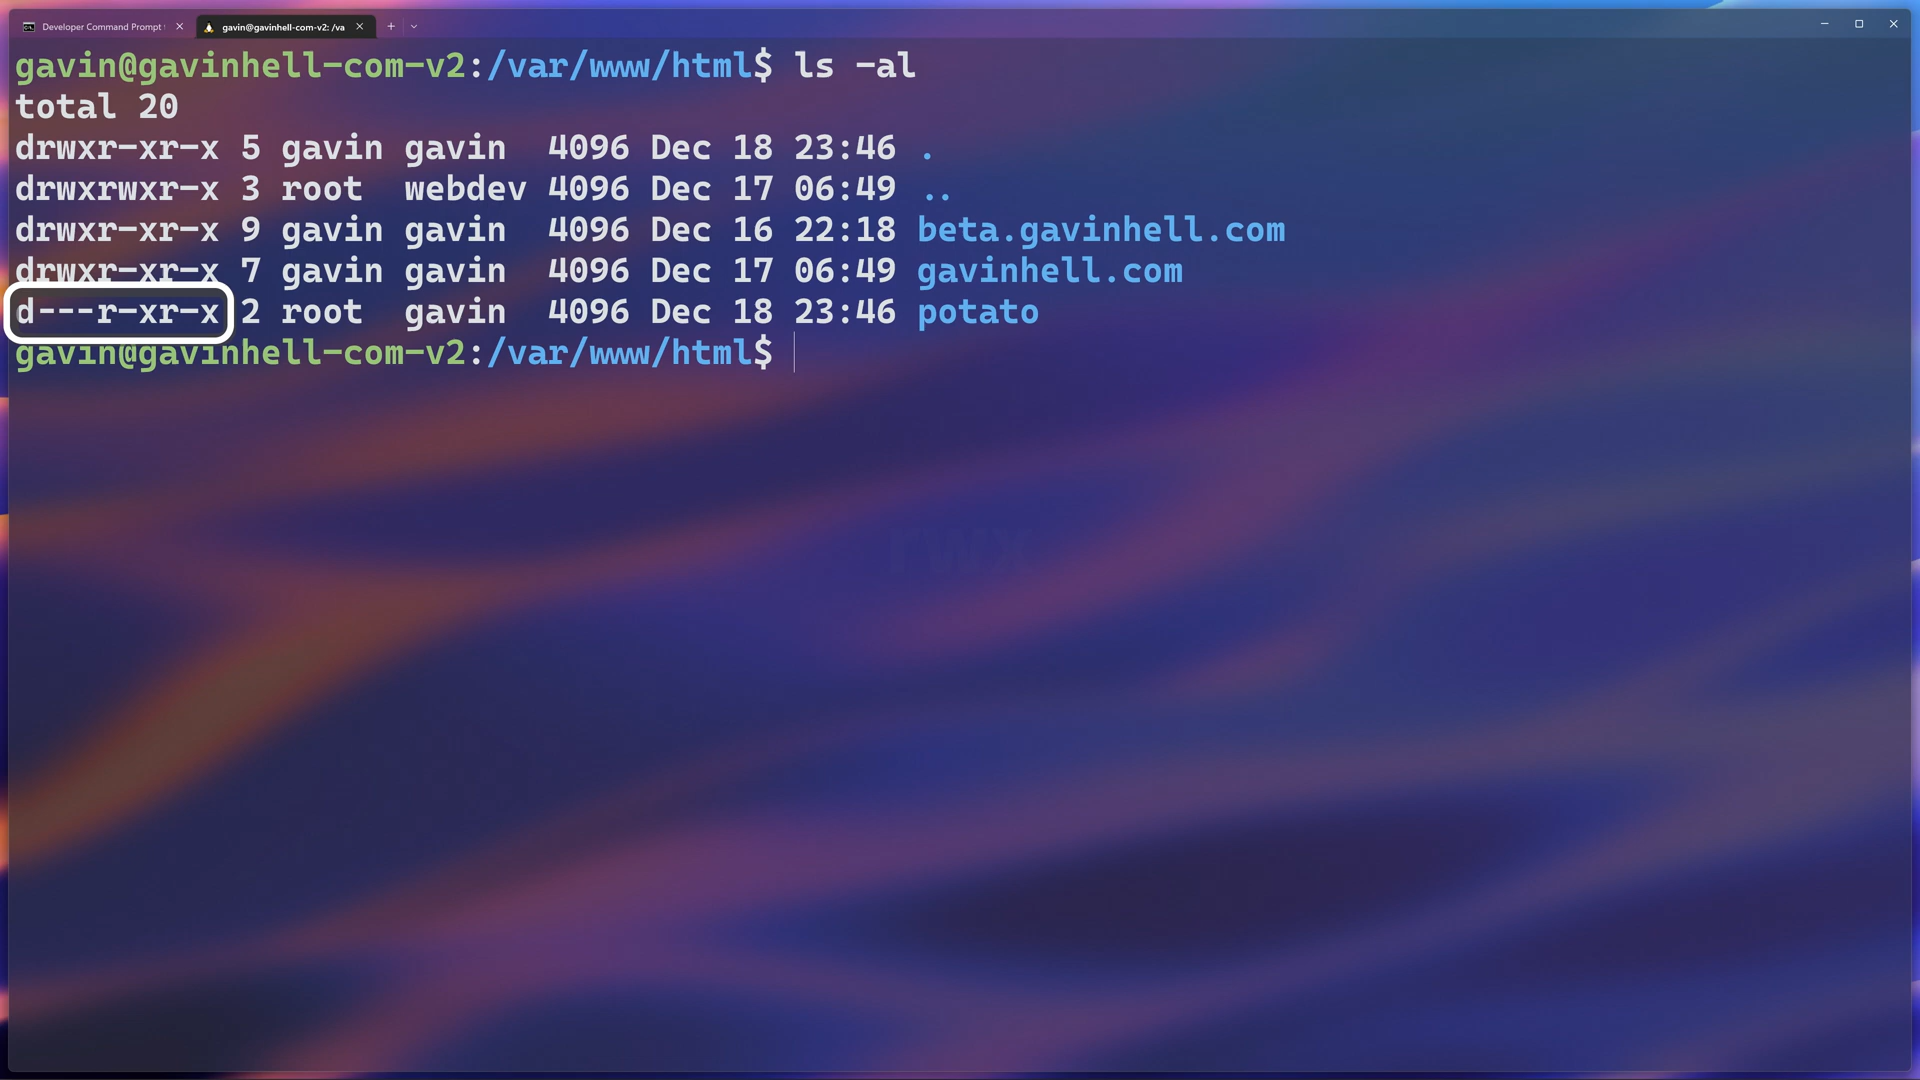 Developer Command Prompt
gavin@gavinhell-com-v2: /va
gavin@gavinhell-com-v2:/var/www/html$ ls -al
total 20
drwxr-xr-x 5 gavin gavin  4096 Dec 18 23:46 .
drwxrwxr-x 3 root  webdev 4096 Dec 17 06:49 ..
drwxr-xr-x 9 gavin gavin  4096 Dec 16 22:18 beta.gavinhell.com
drwxr-xr-x 7 gavin gavin  4096 Dec 17 06:49 gavinhell.com
d---r-xr-x 2 root  gavin  4096 Dec 18 23:46 potato
gavin@gavinhell-com-v2:/var/www/html$
rwx